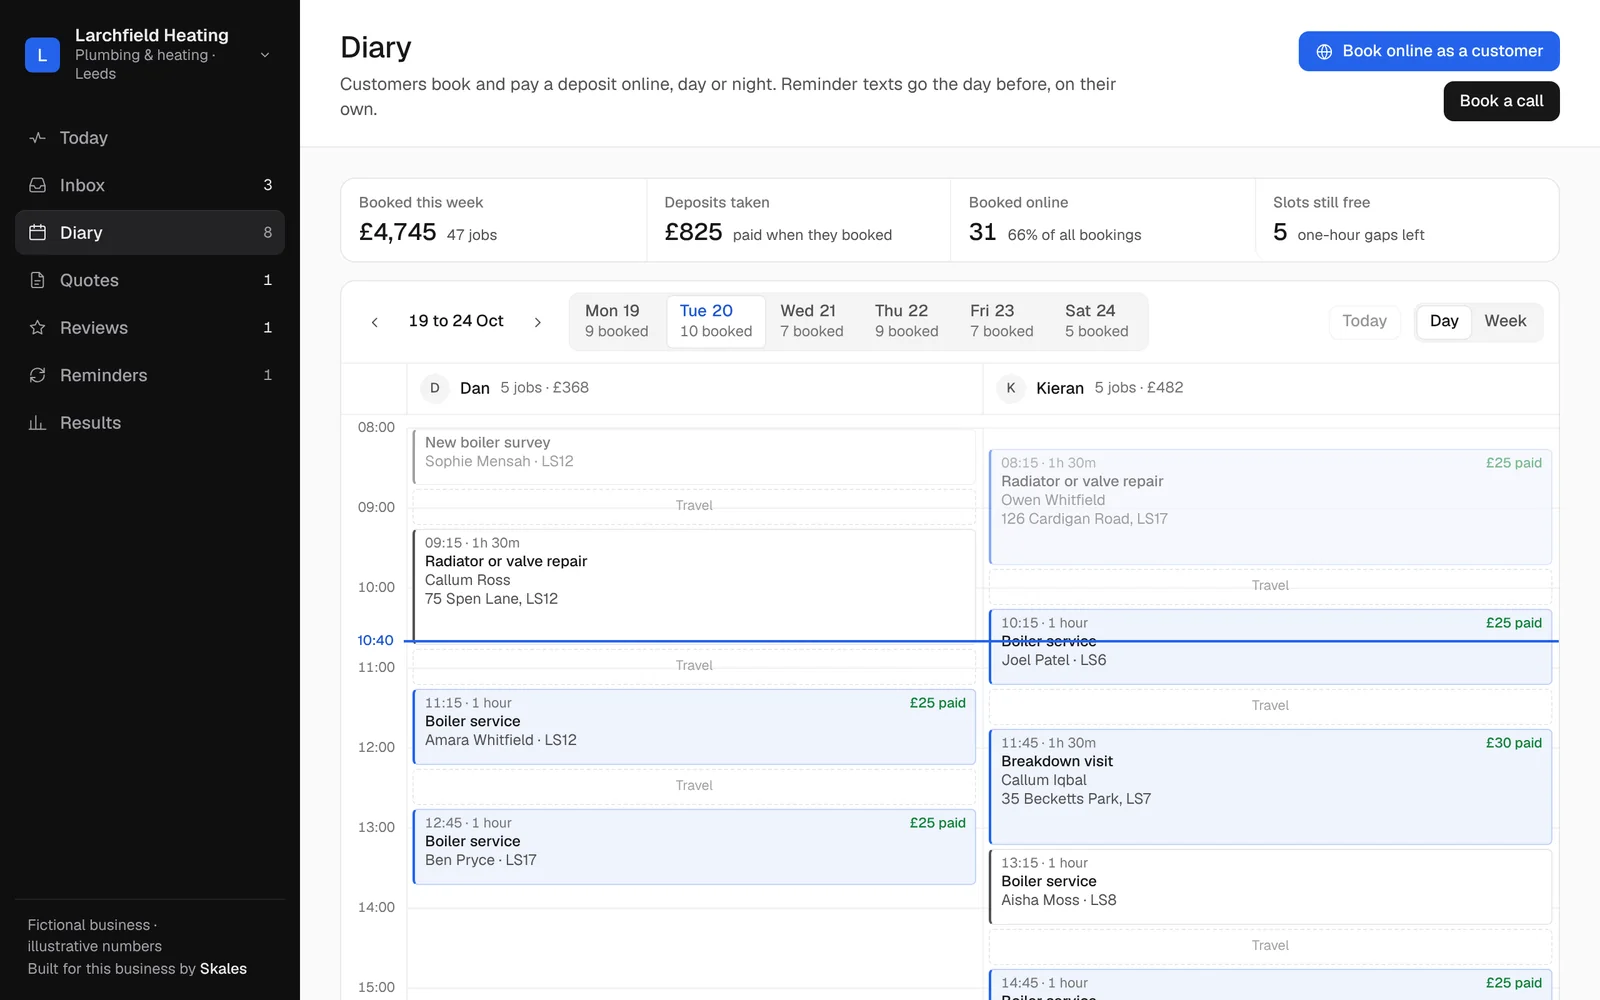 L
Larchfield Heating
Plumbing & heating ·
Leeds
Today
Inbox 3
Diary 8
Quotes 1
Reviews 1
Reminders 1
Results
Fictional business ·
illustrative numbers
Built for this business by Skales
Diary
Customers book and pay a deposit online, day or night. Reminder texts go the day before, on their
own.
Book online as a customer
Book a call
Booked this week
£4,745 47 jobs
Deposits taken
£825 paid when they booked
Booked online
31 66% of all bookings
Slots still free
5 one-hour gaps left
19 to 24 Oct
Mon 19
9 booked
Tue 20
10 booked
Wed 21
7 booked
Thu 22
9 booked
Fri 23
7 booked
Sat 24
5 booked
Today
Day
Week
D Dan 5 jobs · £368
K Kieran 5 jobs · £482
08:00
09:00
10:00
10:40
11:00
12:00
13:00
14:00
15:00
New boiler survey
Sophie Mensah · LS12
Travel
09:15 · 1h 30m
Radiator or valve repair
Callum Ross
75 Spen Lane, LS12
Travel
11:15 · 1 hour £25 paid
Boiler service
Amara Whitfield · LS12
Travel
12:45 · 1 hour £25 paid
Boiler service
Ben Pryce · LS17
08:15 · 1h 30m £25 paid
Radiator or valve repair
Owen Whitfield
126 Cardigan Road, LS17
Travel
10:15 · 1 hour £25 paid
Boiler service
Joel Patel · LS6
Travel
11:45 · 1h 30m £30 paid
Breakdown visit
Callum Iqbal
35 Becketts Park, LS7
13:15 · 1 hour
Boiler service
Aisha Moss · LS8
Travel
14:45 · 1 hour £25 paid
Boiler service